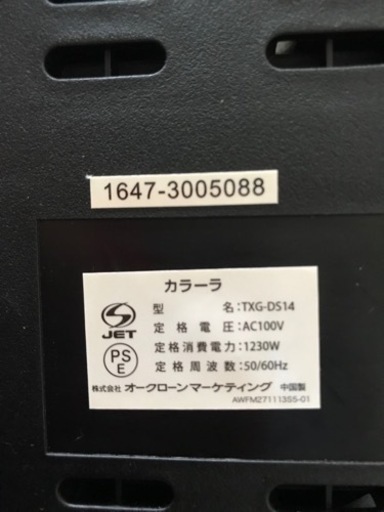 1647-3005088
カラーラ
JET
PS
E
型 名:TXG-DS14
定格電圧:AC100V
定格消費電力:1230W
定格周波数:50/60Hz
株式会社オークローンマーケティング 中国製
AWFM271113S5-01